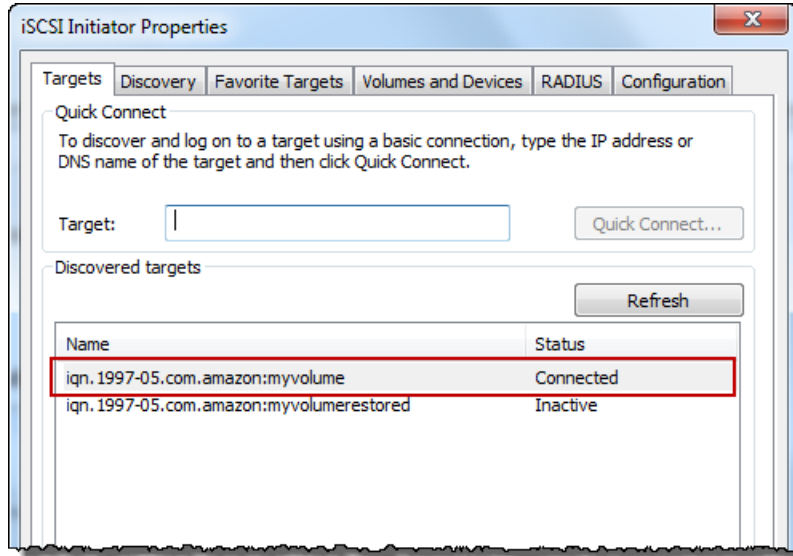 iSCSI Initiator Properties
Targets Discovery Favorite Targets Volumes and Devices RADIUS Configuration
Quick Connect
To discover and log on to a target using a basic connection, type the IP address or
DNS name of the target and then click Quick Connect.
Target: Quick Connect...
Discovered targets
Refresh
Name Status
iqn.1997-05.com.amazon:myvolume Connected
iqn.1997-05.com.amazon:myvolumerestored Inactive